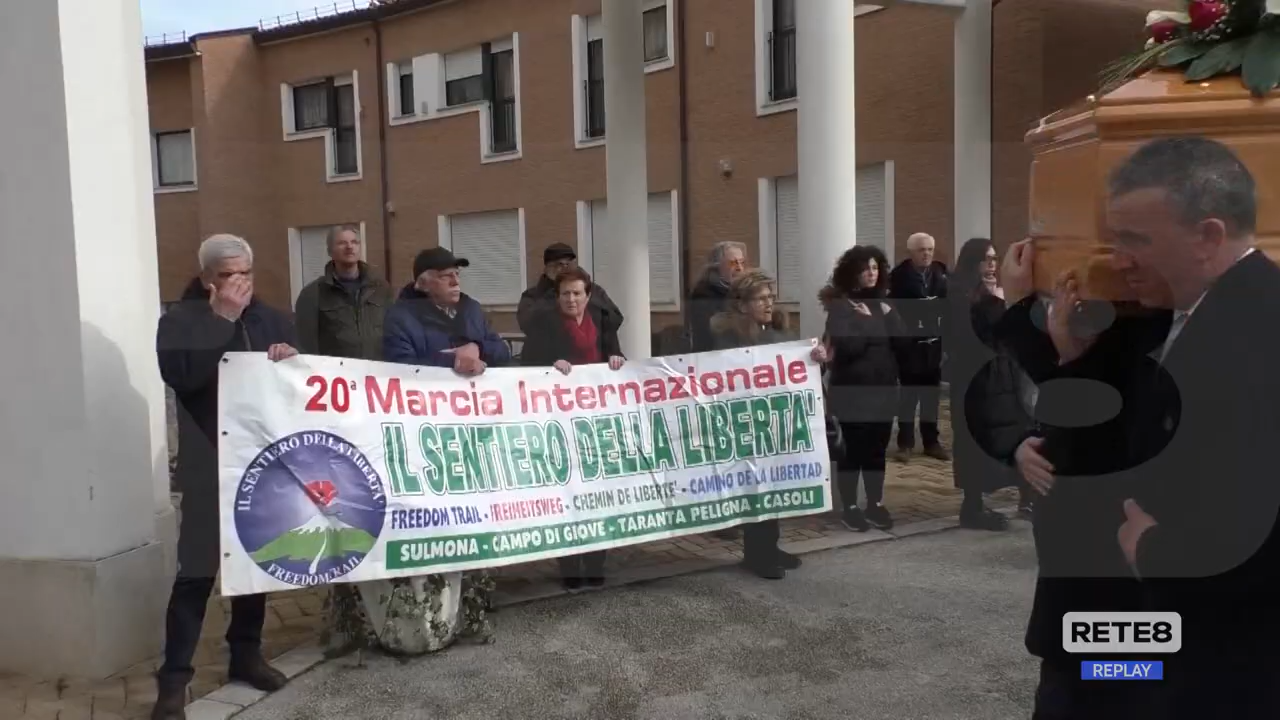 20ª Marcia Internazionale
IL SENTIERO DELLA LIBERTA'
FREEDOM TRAIL - FREIHEITSWEG - CHEMIN DE LIBERTE' - CAMINO DE LA LIBERTAD
SULMONA - CAMPO DI GIOVE - TARANTA PELIGNA - CASOLI
IL SENTIERO DELLA LIBERTA'
FREEDOM TRAIL
RETE8
REPLAY